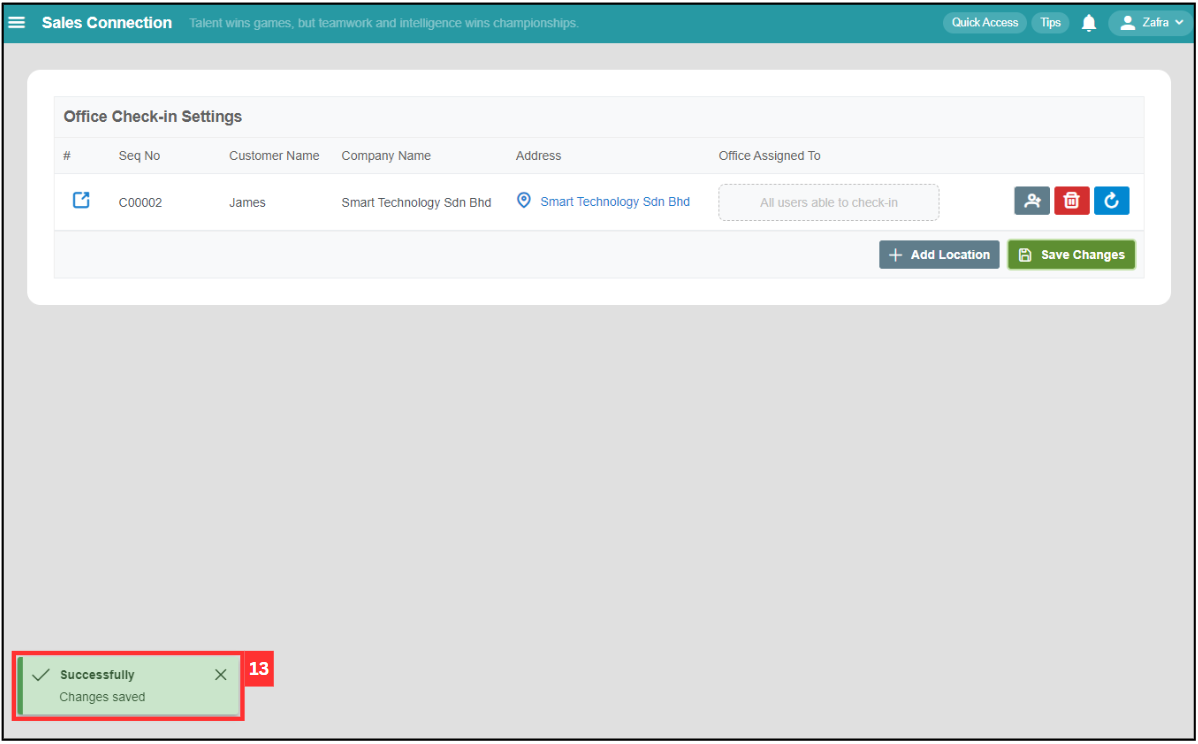 Sales Connection Talent wins games, but teamwork and intelligence wins championships. Quick Access Tips Zafra
Office Check-in Settings
# Seq No Customer Name Company Name Address Office Assigned To
C00002 James Smart Technology Sdn Bhd Smart Technology Sdn Bhd All users able to check-in
Add Location Save Changes
Successfully
13
Changes saved